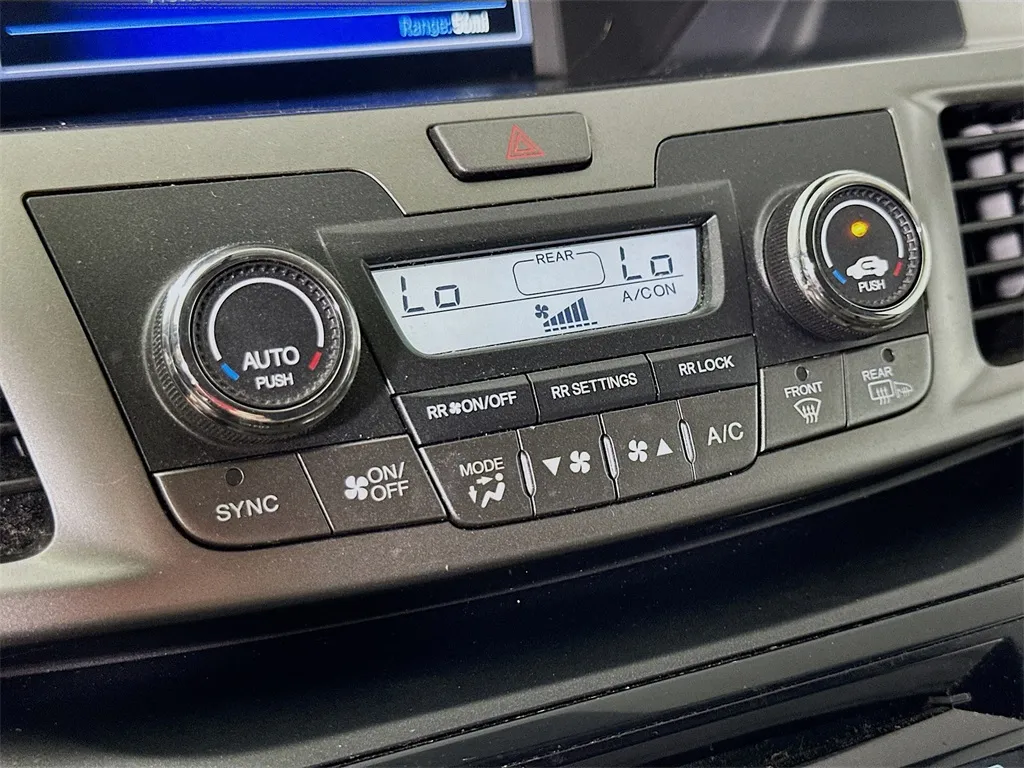 Range:
REAR
Lo
Lo
A/C ON
AUTO
PUSH
PUSH
RR ON/OFF
RR SETTINGS
RR LOCK
FRONT
REAR
SYNC
ON/
OFF
MODE
A/C